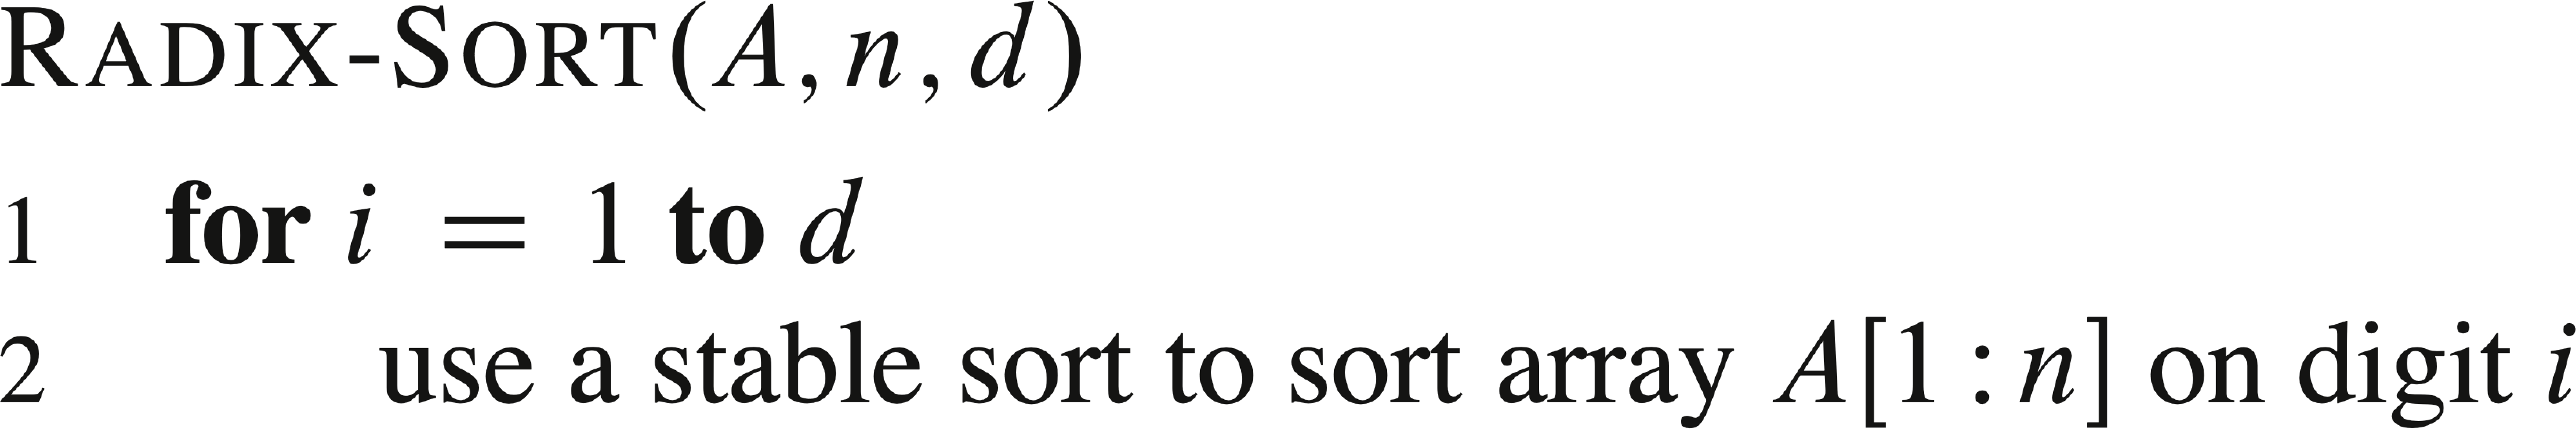 RADIX-SORT(A, n, d)
1 for i = 1 to d
2 use a stable sort to sort array A[1 : n] on digit i